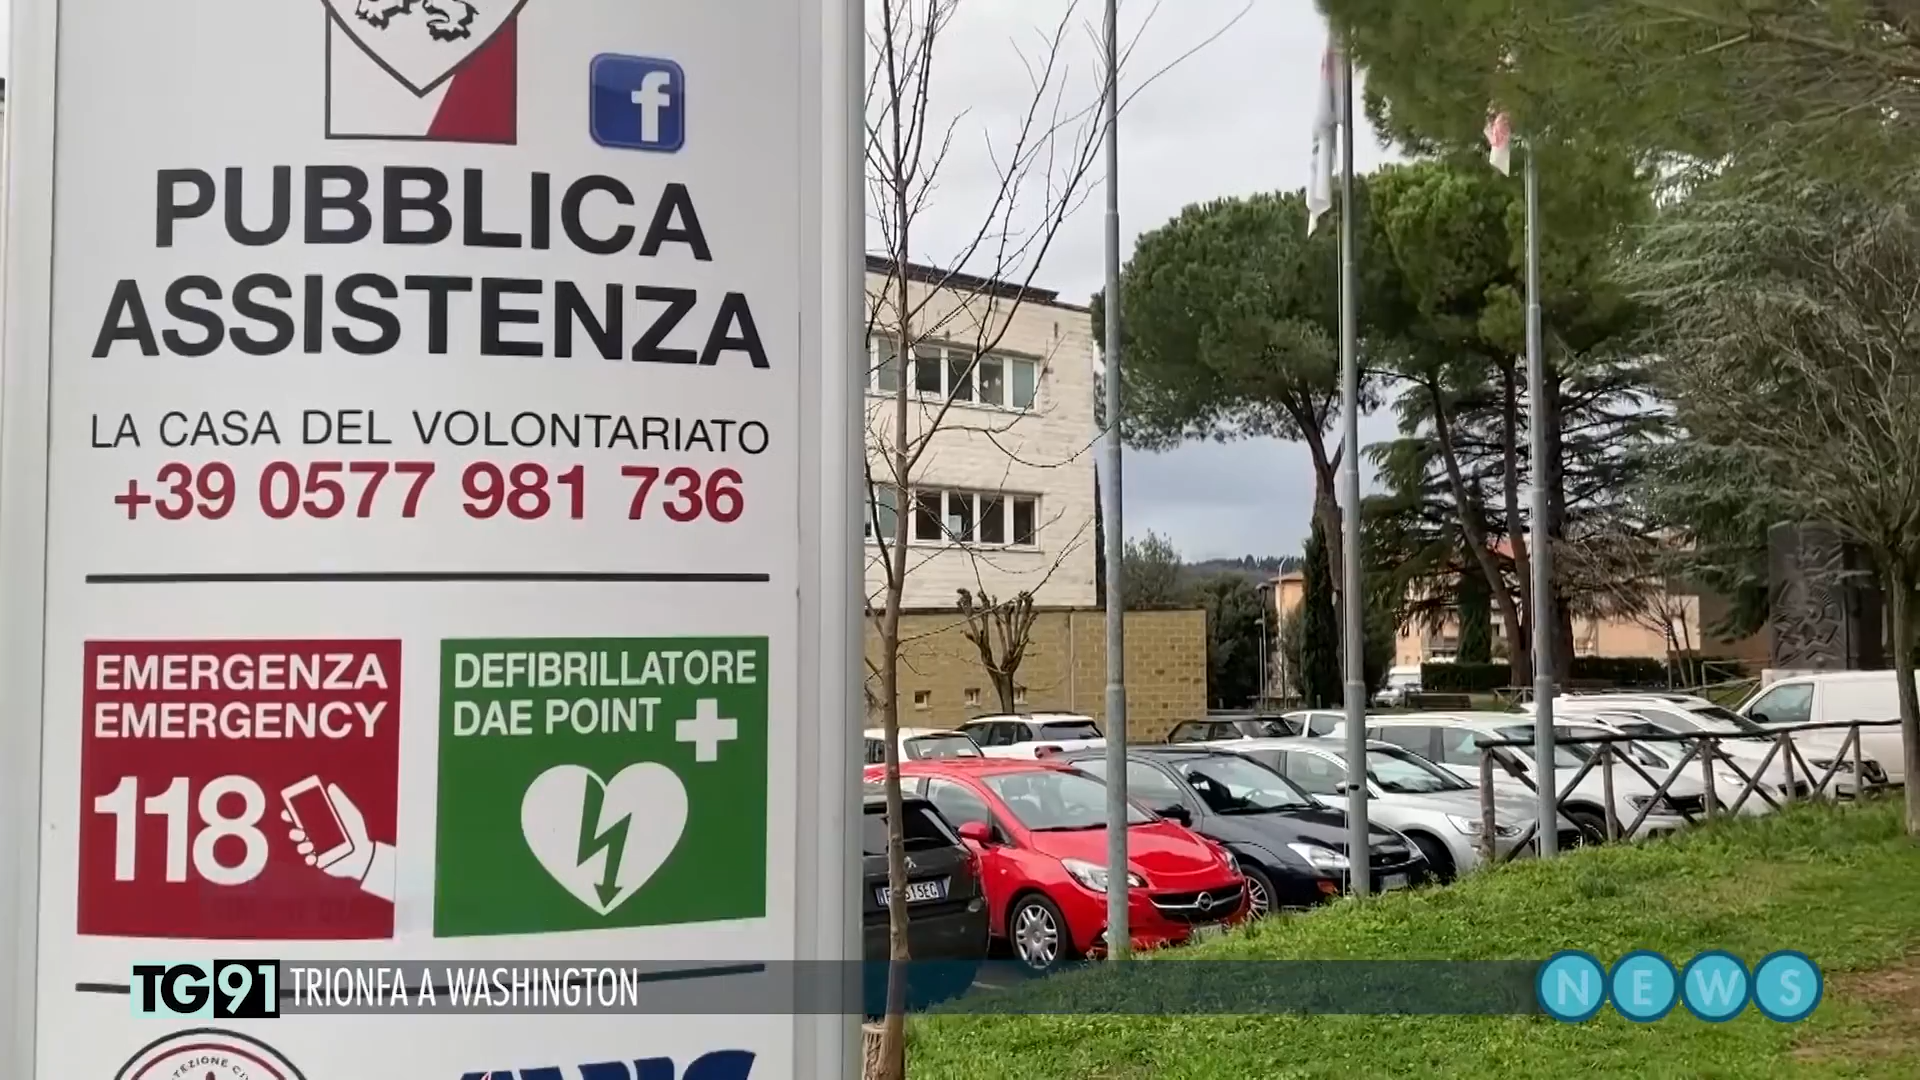 f
PUBBLICA
ASSISTENZA
LA CASA DEL VOLONTARIATO
+39 0577 981 736
EMERGENZA
EMERGENCY
118
DEFIBRILLATORE
DAE POINT
TG91 TRIONFA A WASHINGTON
NEWS